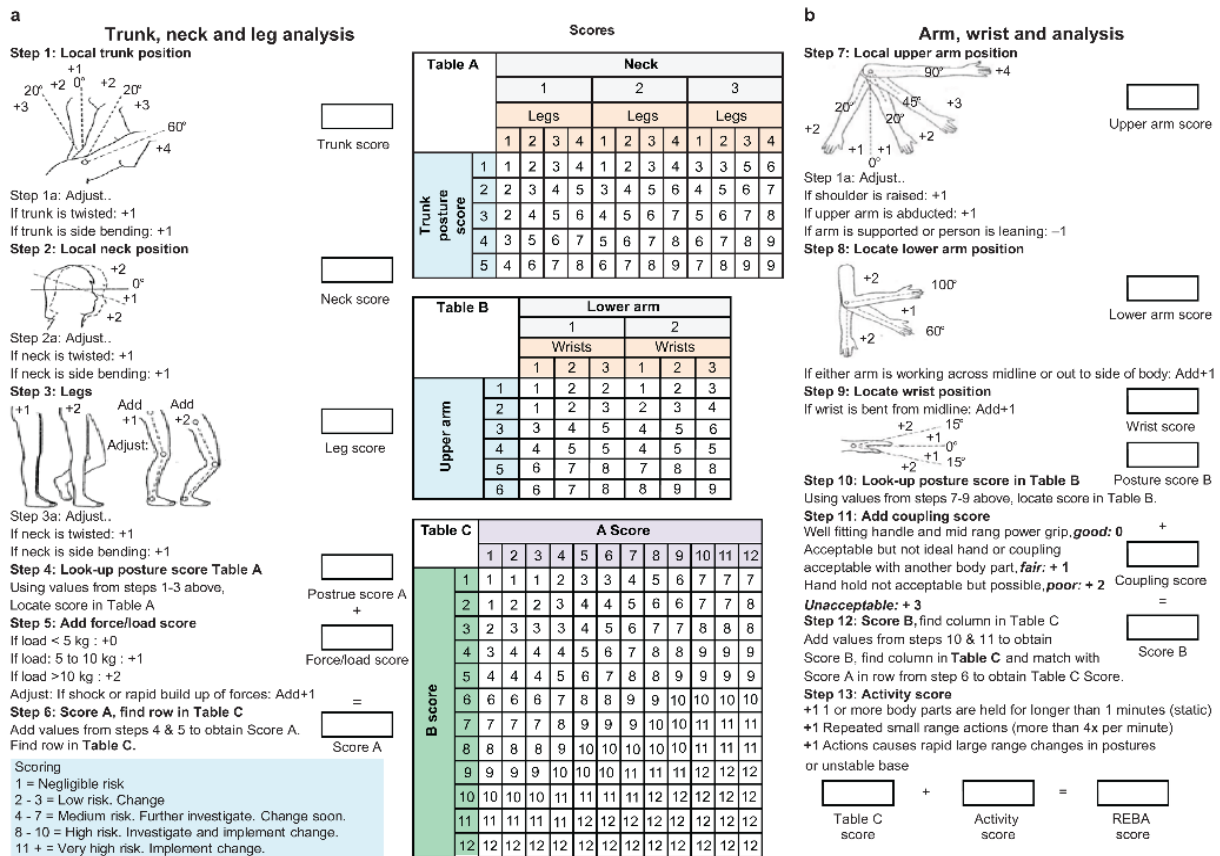 a
Trunk, neck and leg analysis
Step 1: Local trunk position
+1
20° +2 0° +2 20°
+3 +3
60°
+4
Trunk score
Step 1a: Adjust..
If trunk is twisted: +1
If trunk is side bending: +1
Step 2: Local neck position
+2
0°
+1
+2
Neck score
Step 2a: Adjust..
If neck is twisted: +1
If neck is side bending: +1
Step 3: Legs
+1 +2 Add Add
+1 +2
Adjust:
Leg score
Step 3a: Adjust..
If neck is twisted: +1
If neck is side bending: +1
Step 4: Look-up posture score Table A
Using values from steps 1-3 above,
Locate score in Table A
Postrue score A
+
Step 5: Add force/load score
If load < 5 kg : +0
If load: 5 to 10 kg : +1
If load >10 kg : +2
Force/load score
Adjust: If shock or rapid build up of forces: Add+1
=
Step 6: Score A, find row in Table C
Add values from steps 4 & 5 to obtain Score A.
Find row in Table C.
Score A
Scoring
1 = Negligible risk
2 - 3 = Low risk. Change
4 - 7 = Medium risk. Further investigate. Change soon.
8 - 10 = High risk. Investigate and implement change.
11 + = Very high risk. Implement change.
Scores
Table A Neck
1 2 3
Legs Legs Legs
1 2 3 4 1 2 3 4 1 2 3 4
Trunk posture score
1 1 2 3 4 1 2 3 4 3 3 5 6
2 2 3 4 5 3 4 5 6 4 5 6 7
3 2 4 5 6 4 5 6 7 5 6 7 8
4 3 5 6 7 5 6 7 8 6 7 8 9
5 4 6 7 8 6 7 8 9 7 8 9 9
Table B Lower arm
1 2
Wrists Wrists
1 2 3 1 2 3
Upper arm
1 1 2 2 1 2 3
2 1 2 3 2 3 4
3 3 4 5 4 5 6
4 4 5 5 5 6 7
5 6 7 8 7 8 8
6 6 7 8 8 9 9
Table C A Score
1 2 3 4 5 6 7 8 9 10 11 12
B score
1 1 1 1 2 3 3 4 5 6 7 7 7
2 1 2 2 3 4 4 5 6 6 7 7 8
3 2 3 3 3 4 5 6 7 7 8 8 8
4 3 4 4 4 5 6 7 8 8 9 9 9
5 4 4 4 5 6 7 8 8 9 9 9 9
6 6 6 6 7 8 8 9 9 10 10 10 10
7 7 7 7 8 9 9 9 10 10 11 11 11
8 8 8 8 9 10 10 10 10 10 11 11 11
9 9 9 9 10 10 10 11 11 11 12 12 12
10 10 10 10 11 11 11 11 12 12 12 12 12
11 11 11 11 11 12 12 12 12 12 12 12 12
12 12 12 12 12 12 12 12 12 12 12 12 12
b
Arm, wrist and analysis
Step 7: Local upper arm position
90° +4
45° +3
20° 20°
+2 +2
+1 +1
0°
Upper arm score
Step 1a: Adjust..
If shoulder is raised: +1
If upper arm is abducted: +1
If arm is supported or person is leaning: –1
Step 8: Locate lower arm position
+2 100°
+1
+2 60°
Lower arm score
If either arm is working across midline or out to side of body: Add+1
Step 9: Locate wrist position
If wrist is bent from midline: Add+1
+2 15°
+1 0°
+1
+2 15°
Wrist score
Posture score B
Step 10: Look-up posture score in Table B
Using values from steps 7-9 above, locate score in Table B.
Step 11: Add coupling score
Well fitting handle and mid rang power grip, good: 0
+
Acceptable but not ideal hand or coupling
acceptable with another body part, fair: + 1
Hand hold not acceptable but possible, poor: + 2
Coupling score
Unacceptable: + 3
=
Step 12: Score B, find column in Table C
Add values from steps 10 & 11 to obtain
Score B, find column in Table C and match with
Score A in row from step 6 to obtain Table C Score.
Score B
Step 13: Activity score
+1 1 or more body parts are held for longer than 1 minutes (static)
+1 Repeated small range actions (more than 4x per minute)
+1 Actions causes rapid large range changes in postures
or unstable base
+ =
Table C score
Activity score
REBA score